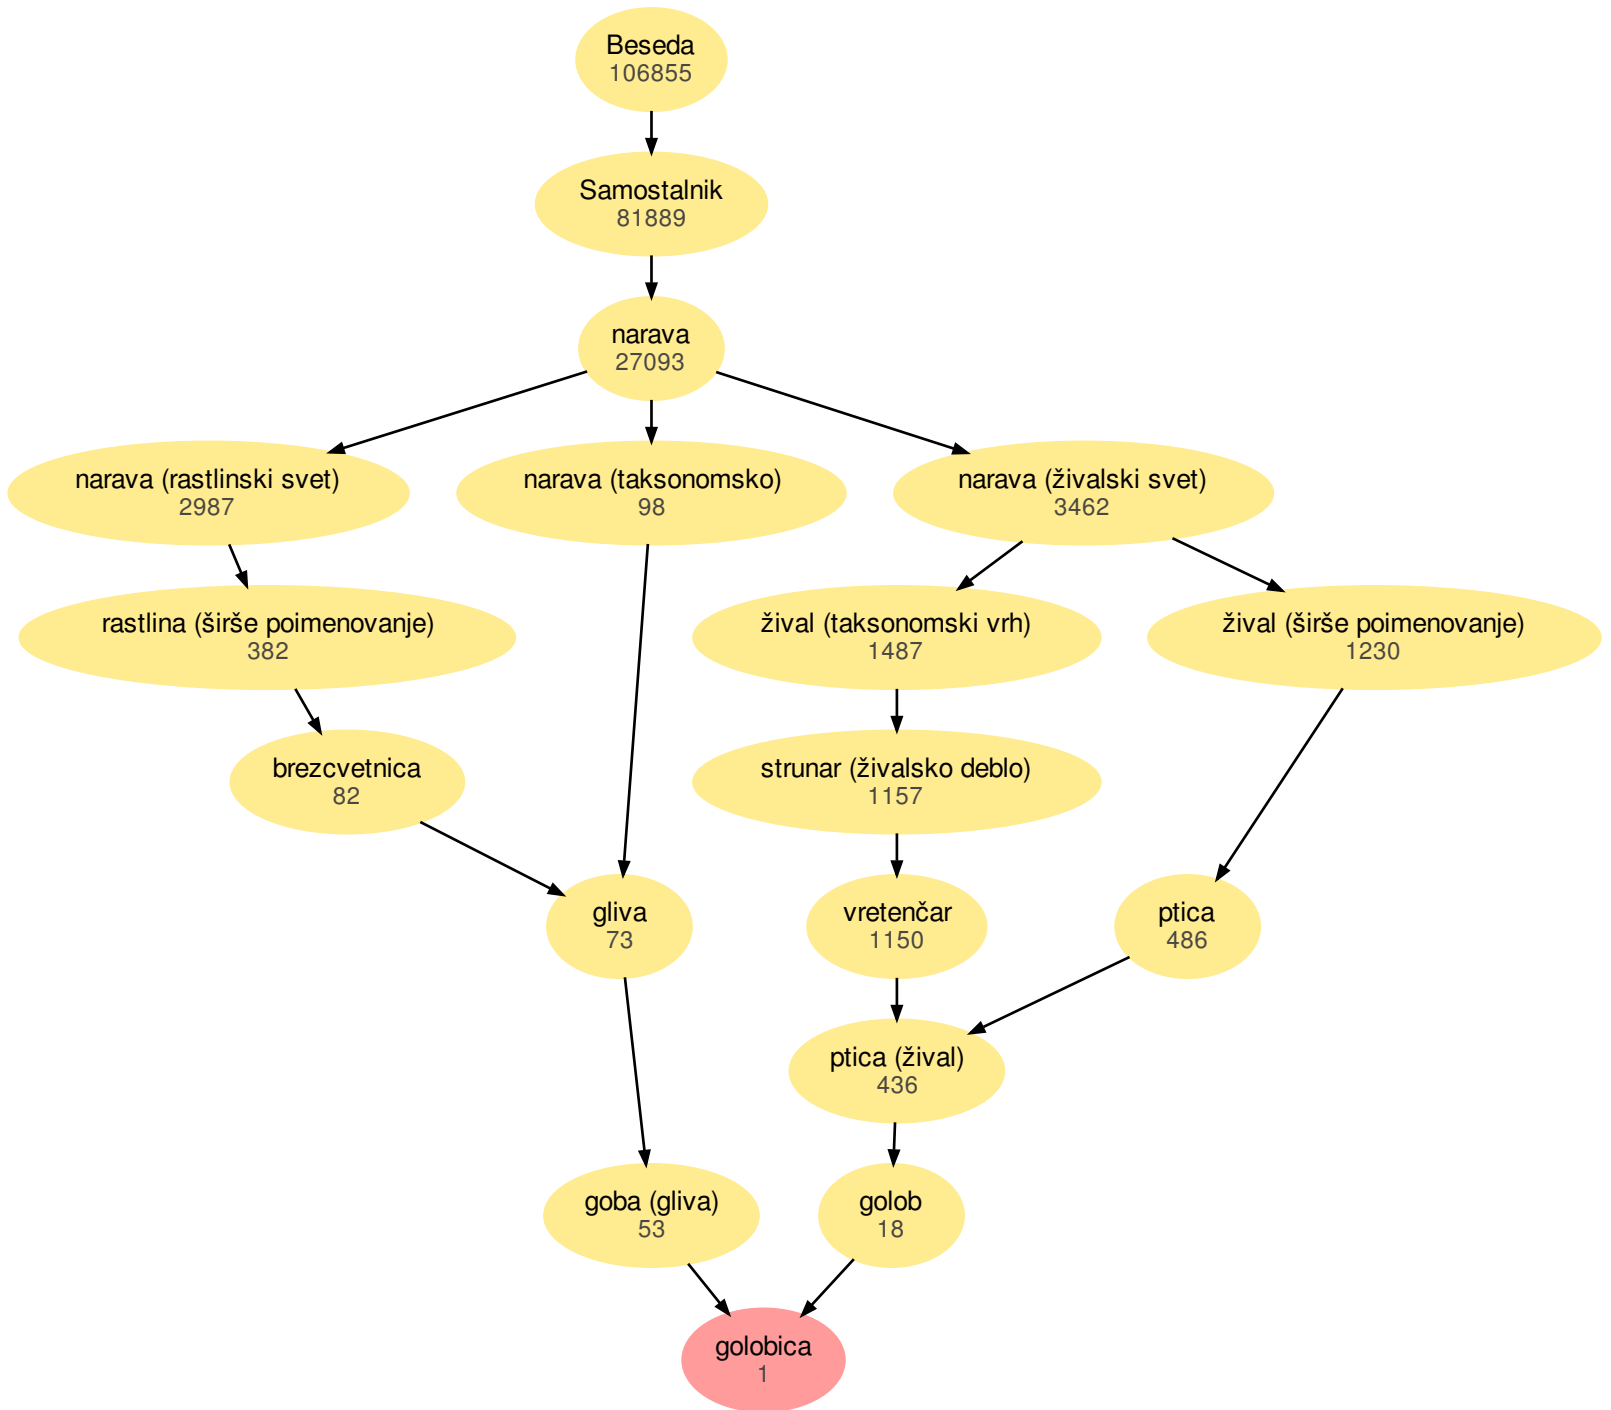 Beseda
106855
Samostalnik
81889
narava
27093
narava (rastlinski svet)
2987
narava (taksonomsko)
98
narava (živalski svet)
3462
rastlina (širše poimenovanje)
382
žival (taksonomski vrh)
1487
žival (širše poimenovanje)
1230
brezcvetnica
82
strunar (živalsko deblo)
1157
gliva
73
vretenčar
1150
ptica
486
ptica (žival)
436
goba (gliva)
53
golob
18
golobica
1